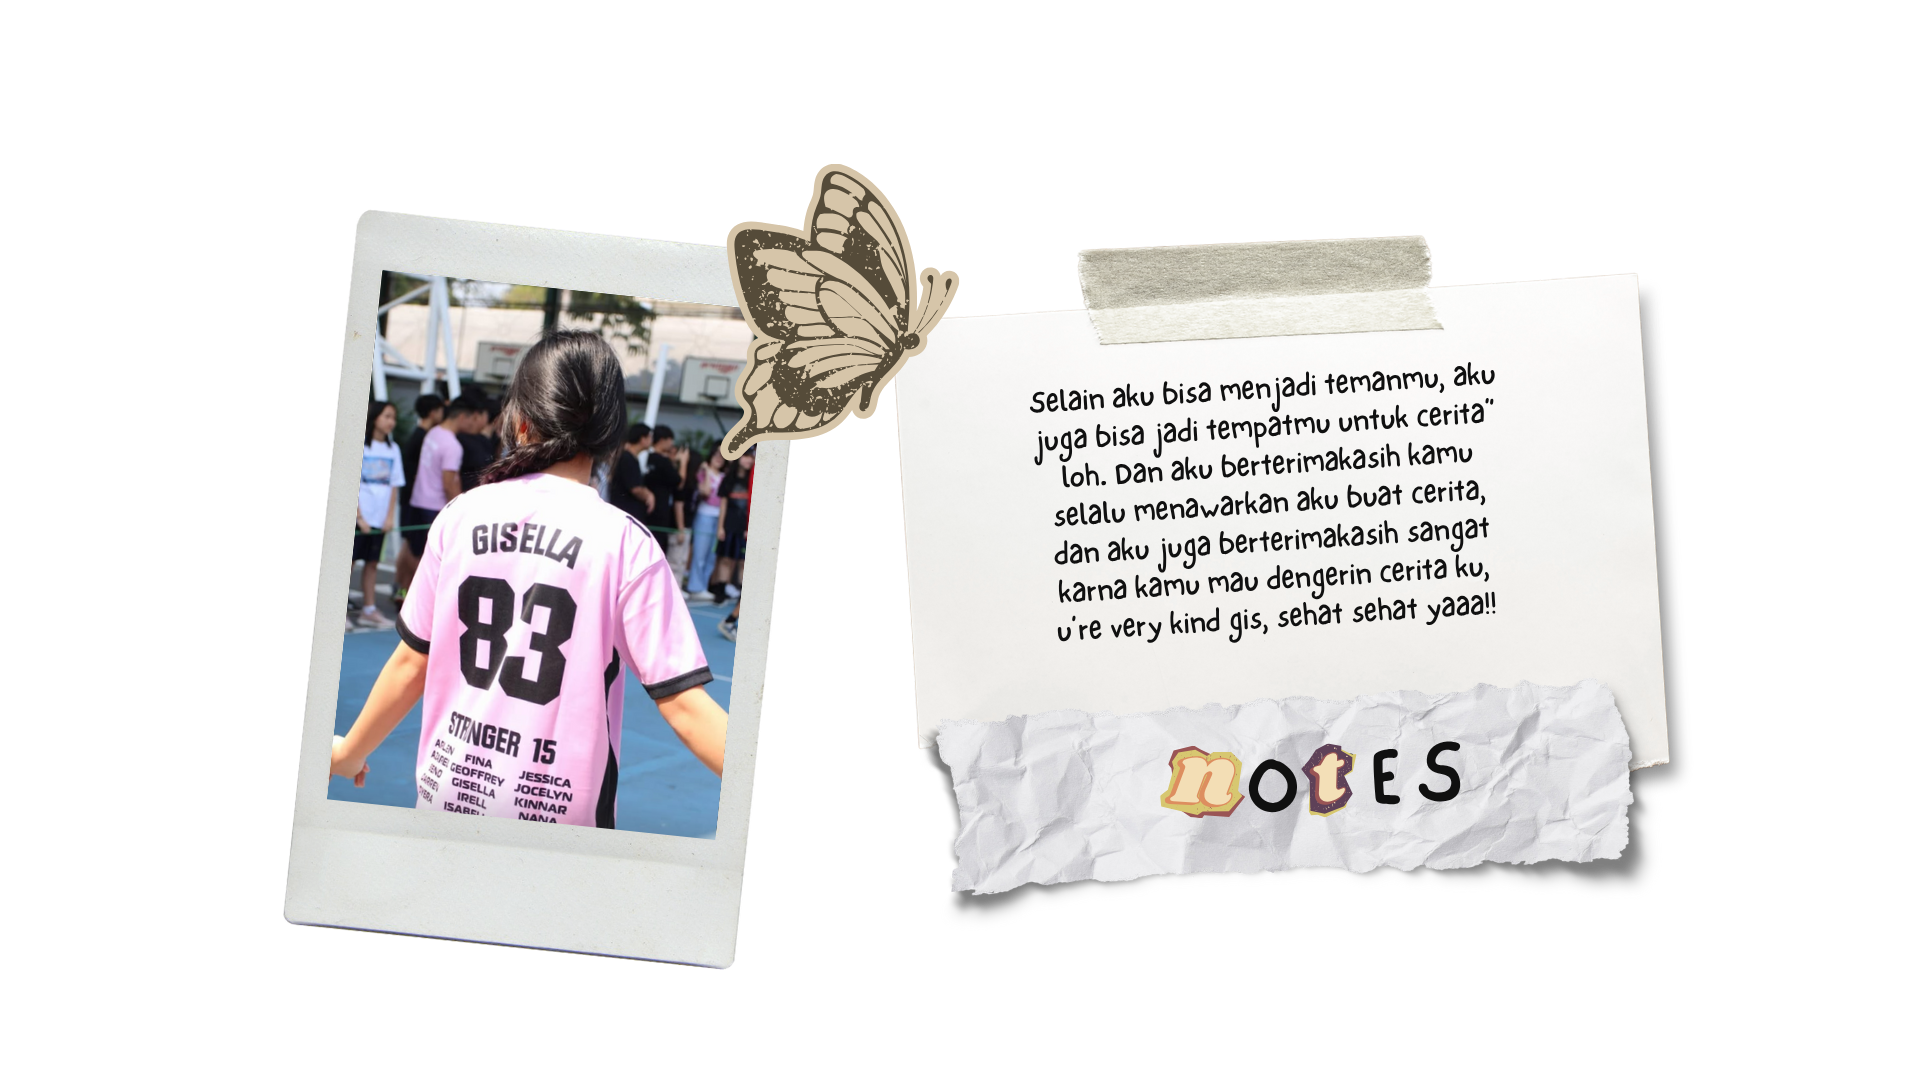 GISELLA
83
STRNGER 15
FINA
GEOFFREY
GISELLA
IRELL
JESSICA
JOCELYN
KINNAR
NANA
Selain aku bisa menjadi temanmu, aku
juga bisa jadi tempatmu untuk cerita"
loh. Dan aku berterimakasih kamu
selalu menawarkan aku buat cerita,
dan aku juga berterimakasih sangat
karna kamu mau dengerin cerita ku,
u're very kind gis, sehat sehat yaaa!!
nOtES